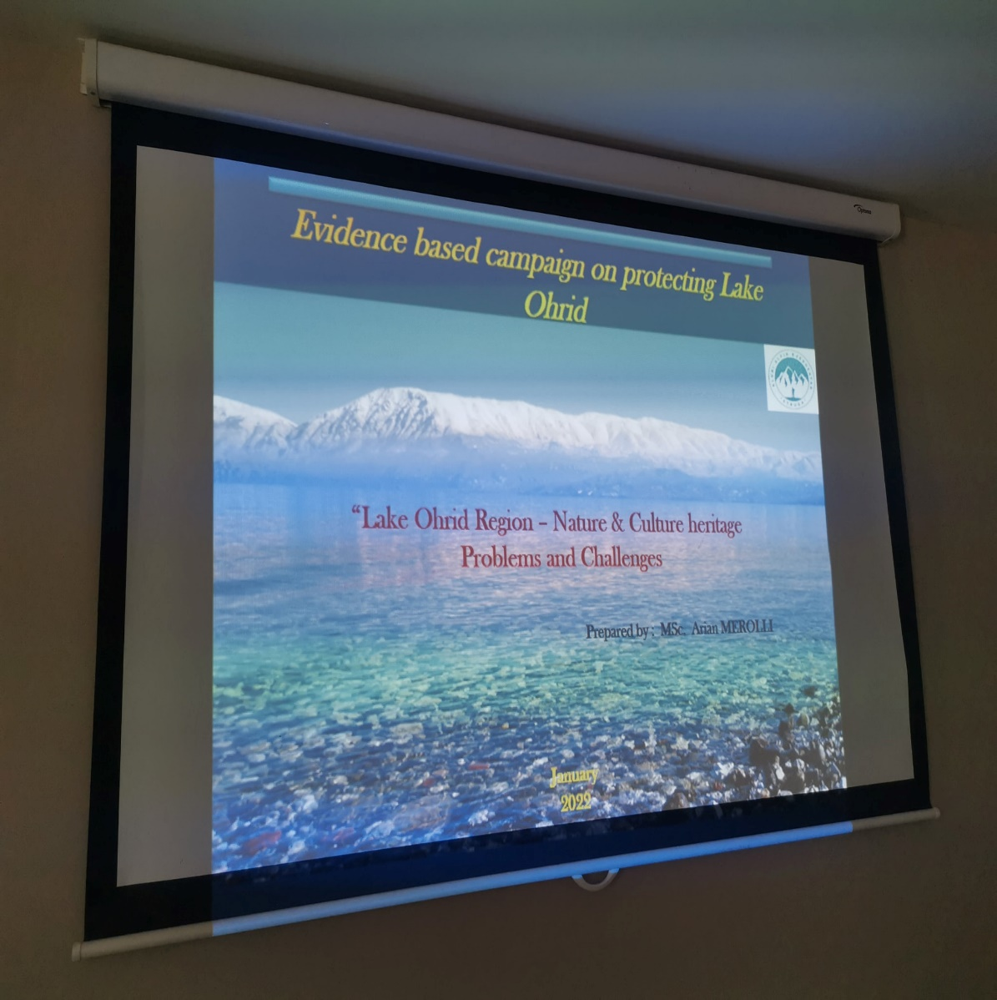 Optoma
Evidence based campaign on protecting Lake
Ohrid
“Lake Ohrid Region – Nature & Culture heritage
Problems and Challenges
Prepared by : MSc. Arian MEROLLI
January
2022